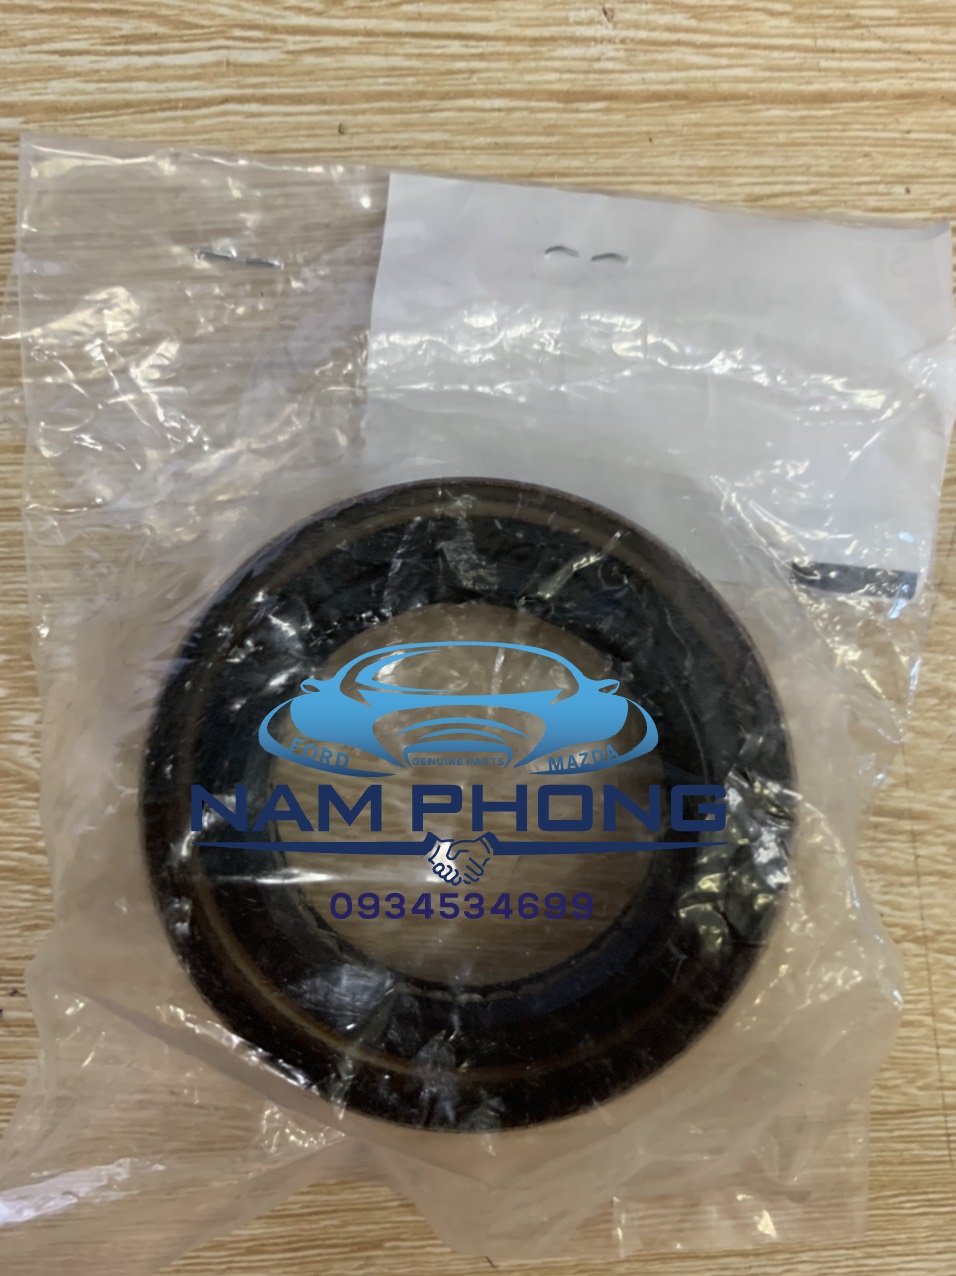 FORD
GENUINE PARTS
MAZDA
NAM PHONG
0934534699